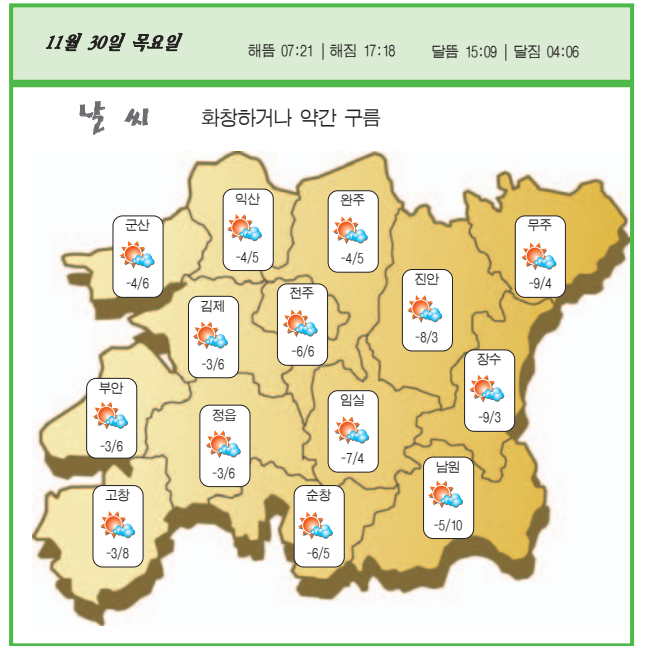 11월 30일 목요일
해뜸 07:21 | 해짐 17:18 달뜸 15:09 | 달짐 04:06
날 씨 화창하거나 약간 구름
익산
-4/5
완주
-4/5
군산
-4/6
무주
-9/4
진안
-8/3
전주
-6/6
김제
-3/6
장수
-9/3
부안
-3/6
임실
-7/4
정읍
-3/6
남원
-5/10
고창
-3/8
순창
-6/5